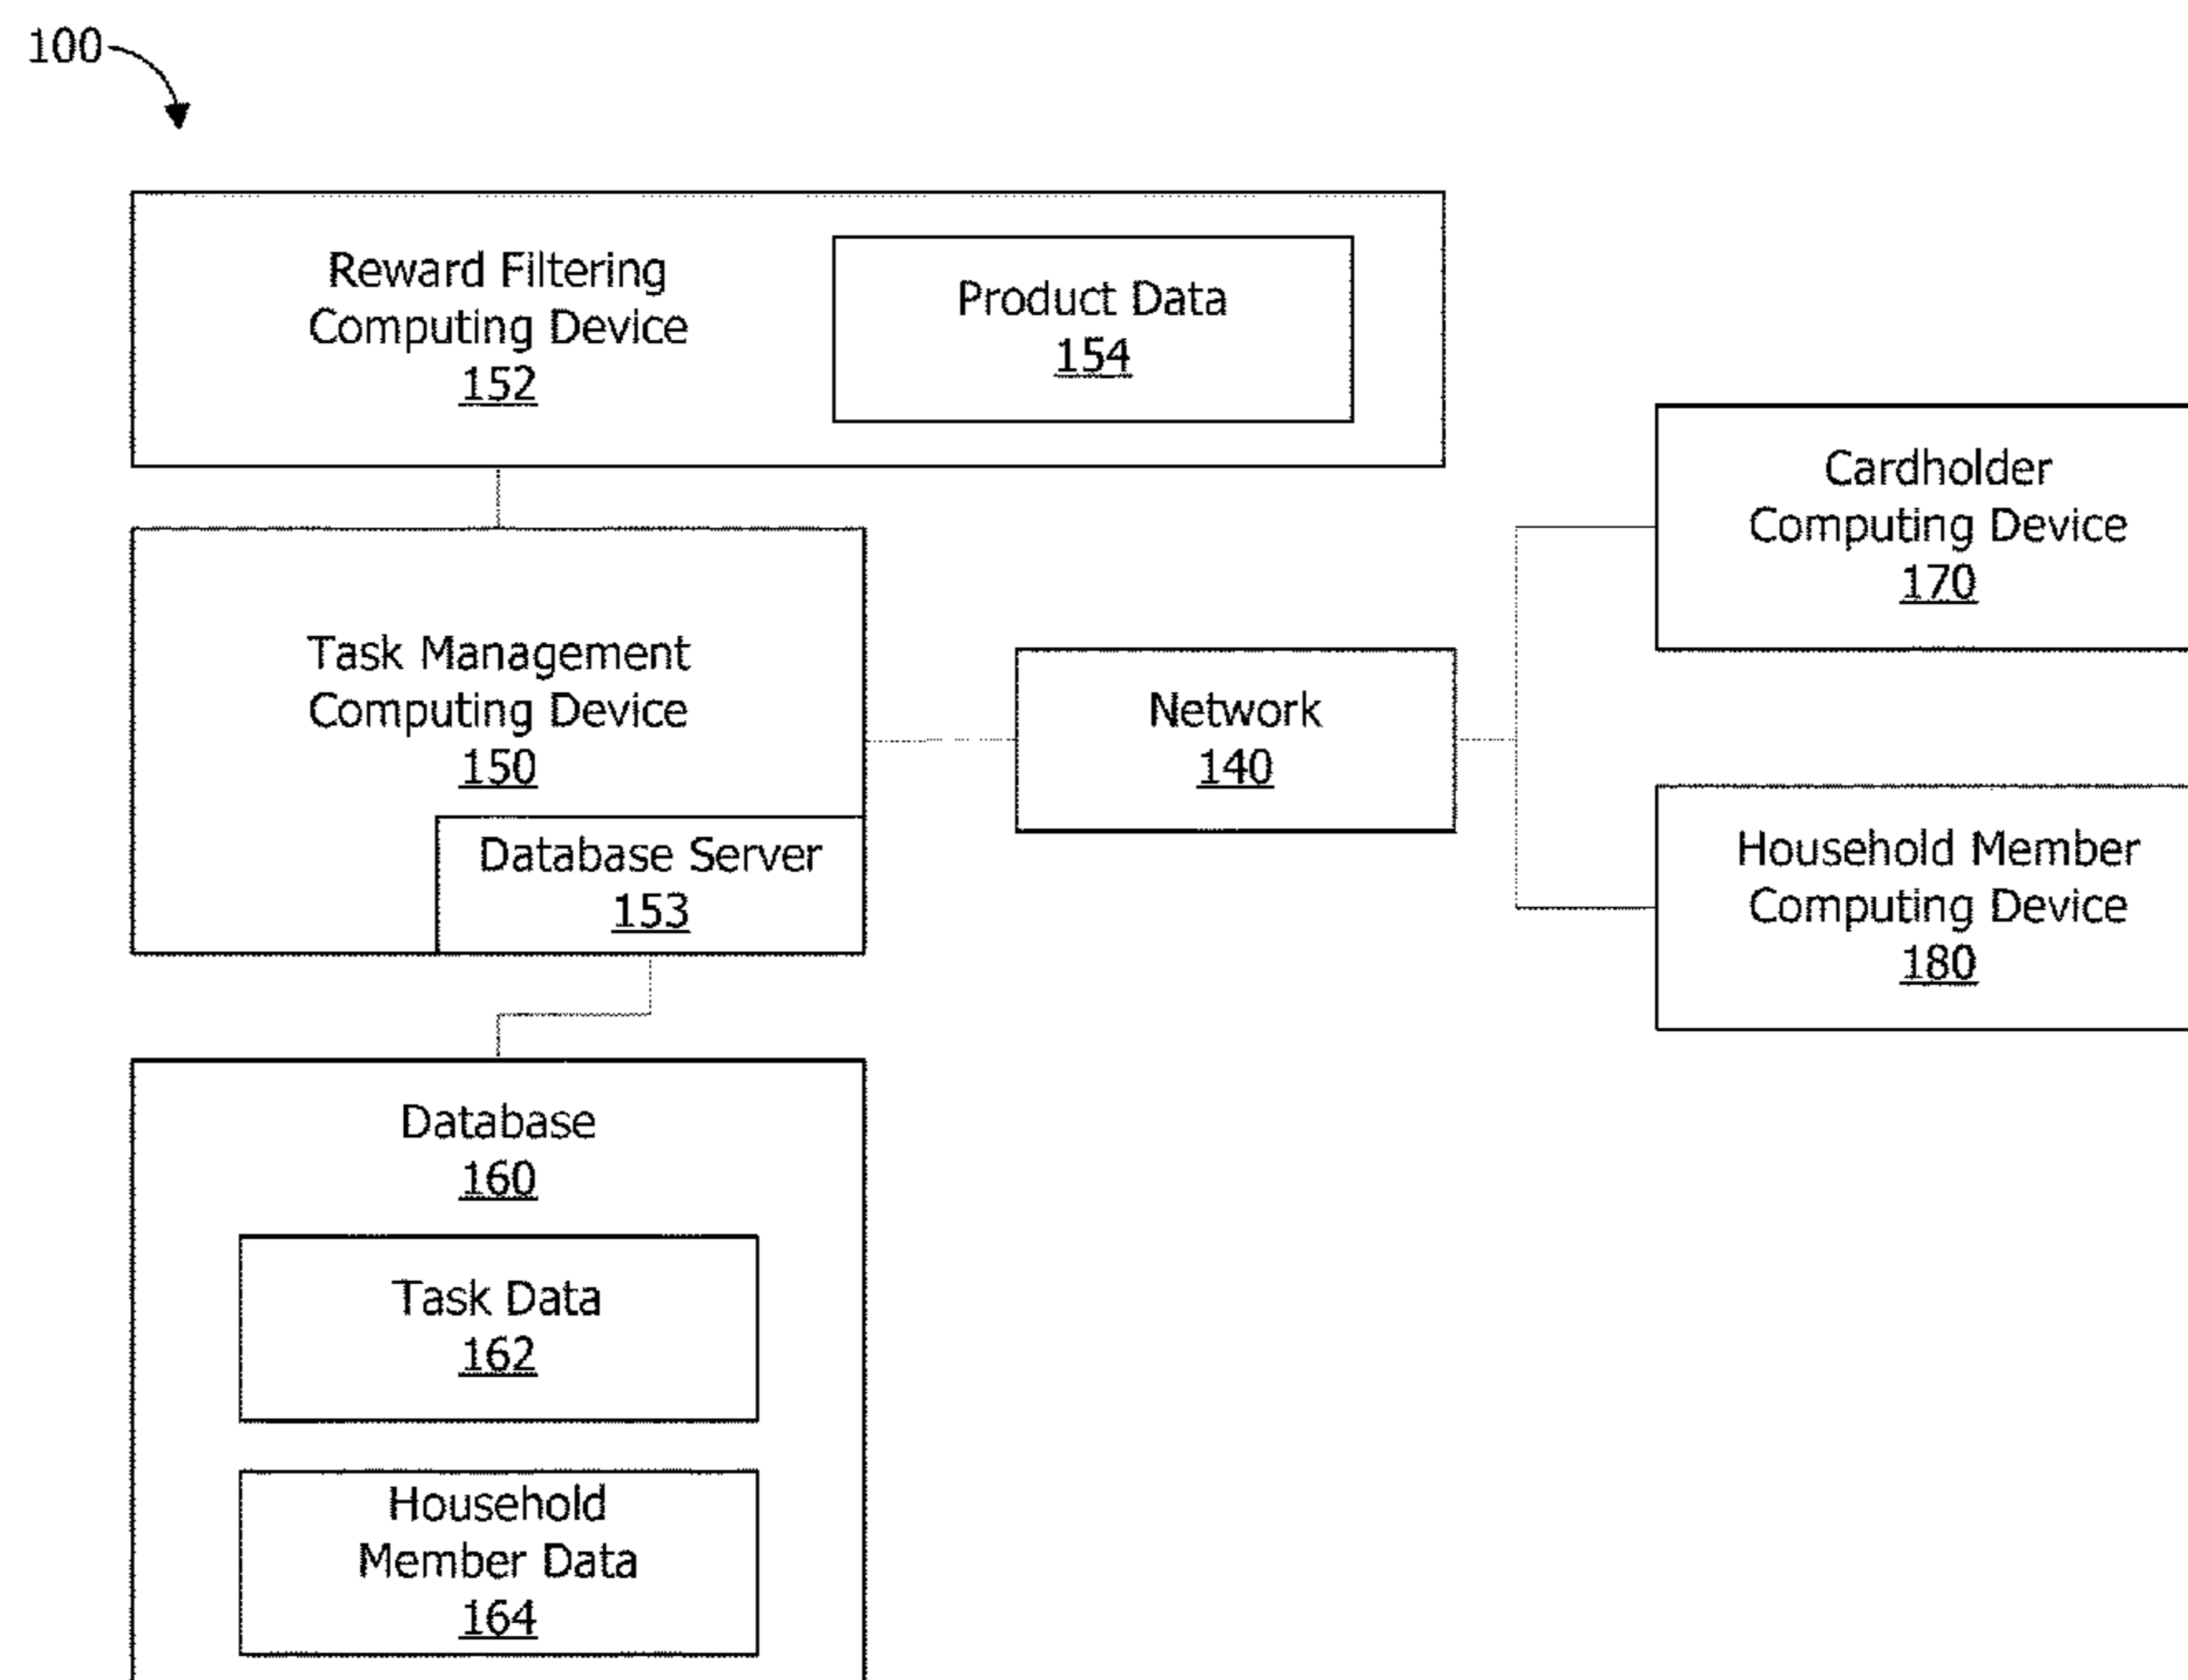 100
Reward Filtering
Computing Device
152
Product Data
154
Cardholder
Computing Device
170
Task Management
Computing Device
150
Database Server
153
Network
140
Household Member
Computing Device
180
Database
160
Task Data
162
Household
Member Data
164